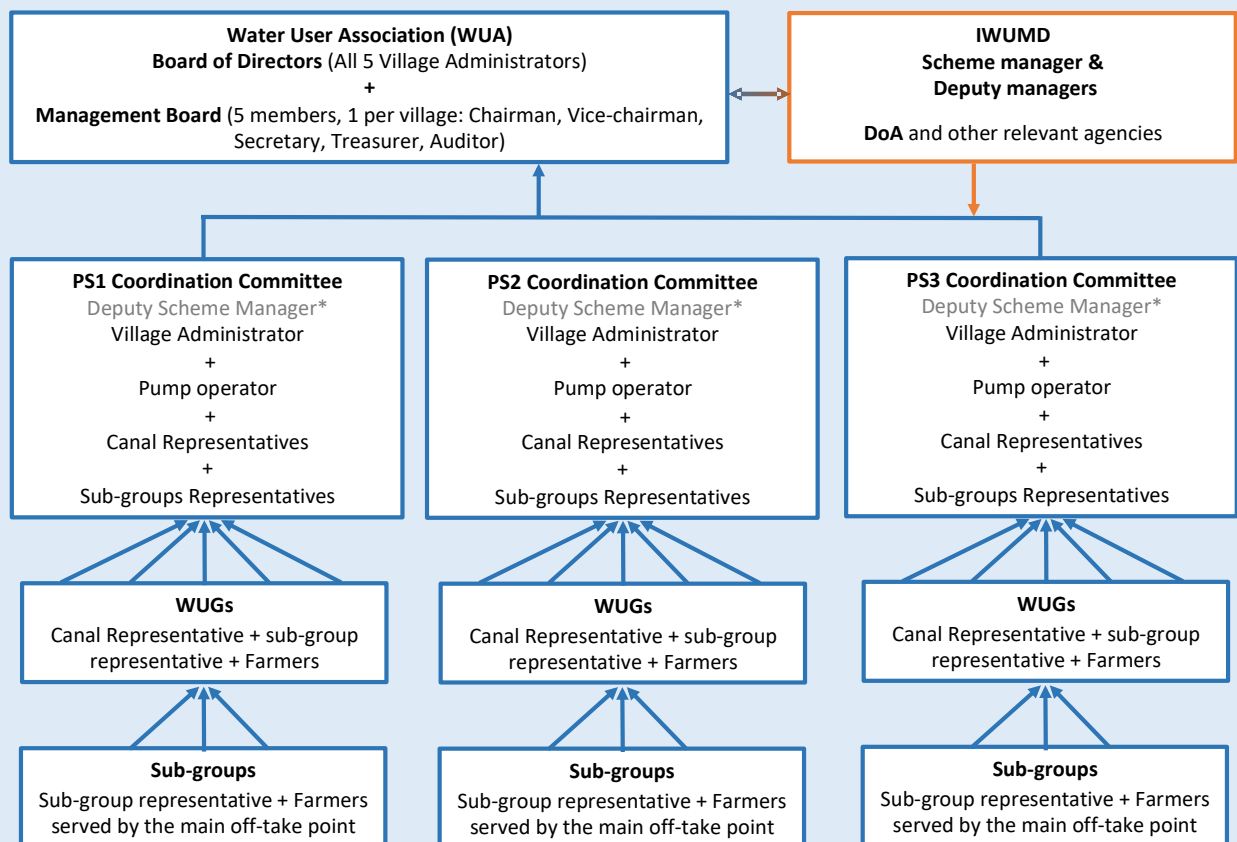 Water User Association (WUA)
Board of Directors (All 5 Village Administrators)
+
Management Board (5 members, 1 per village: Chairman, Vice-chairman,
Secretary, Treasurer, Auditor)
IWUMD
Scheme manager &
Deputy managers
DoA and other relevant agencies
PS1 Coordination Committee
Deputy Scheme Manager*
Village Administrator
+
Pump operator
+
Canal Representatives
+
Sub-groups Representatives
PS2 Coordination Committee
Deputy Scheme Manager*
Village Administrator
+
Pump operator
+
Canal Representatives
+
Sub-groups Representatives
PS3 Coordination Committee
Deputy Scheme Manager*
Village Administrator
+
Pump operator
+
Canal Representatives
+
Sub-groups Representatives
WUGs
Canal Representative + sub-group
representative + Farmers
WUGs
Canal Representative + sub-group
representative + Farmers
WUGs
Canal Representative + sub-group
representative + Farmers
Sub-groups
Sub-group representative + Farmers
served by the main off-take point
Sub-groups
Sub-group representative + Farmers
served by the main off-take point
Sub-groups
Sub-group representative + Farmers
served by the main off-take point